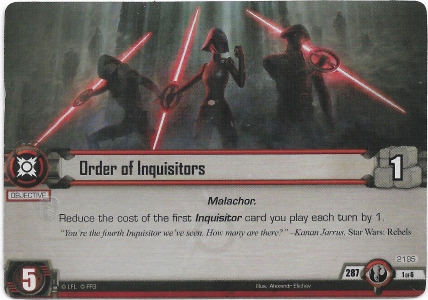 Order of Inquisitors
1
OBJECTIVE
Malachor.
Reduce the cost of the first Inquisitor card you play each turn by 1.
"You're the fourth Inquisitor we've seen. How many are there?" –Kanan Jarrus, Star Wars: Rebels
2195
5
© LFL © FFG
Illus. Alexandr Elichev
287
1 of 6